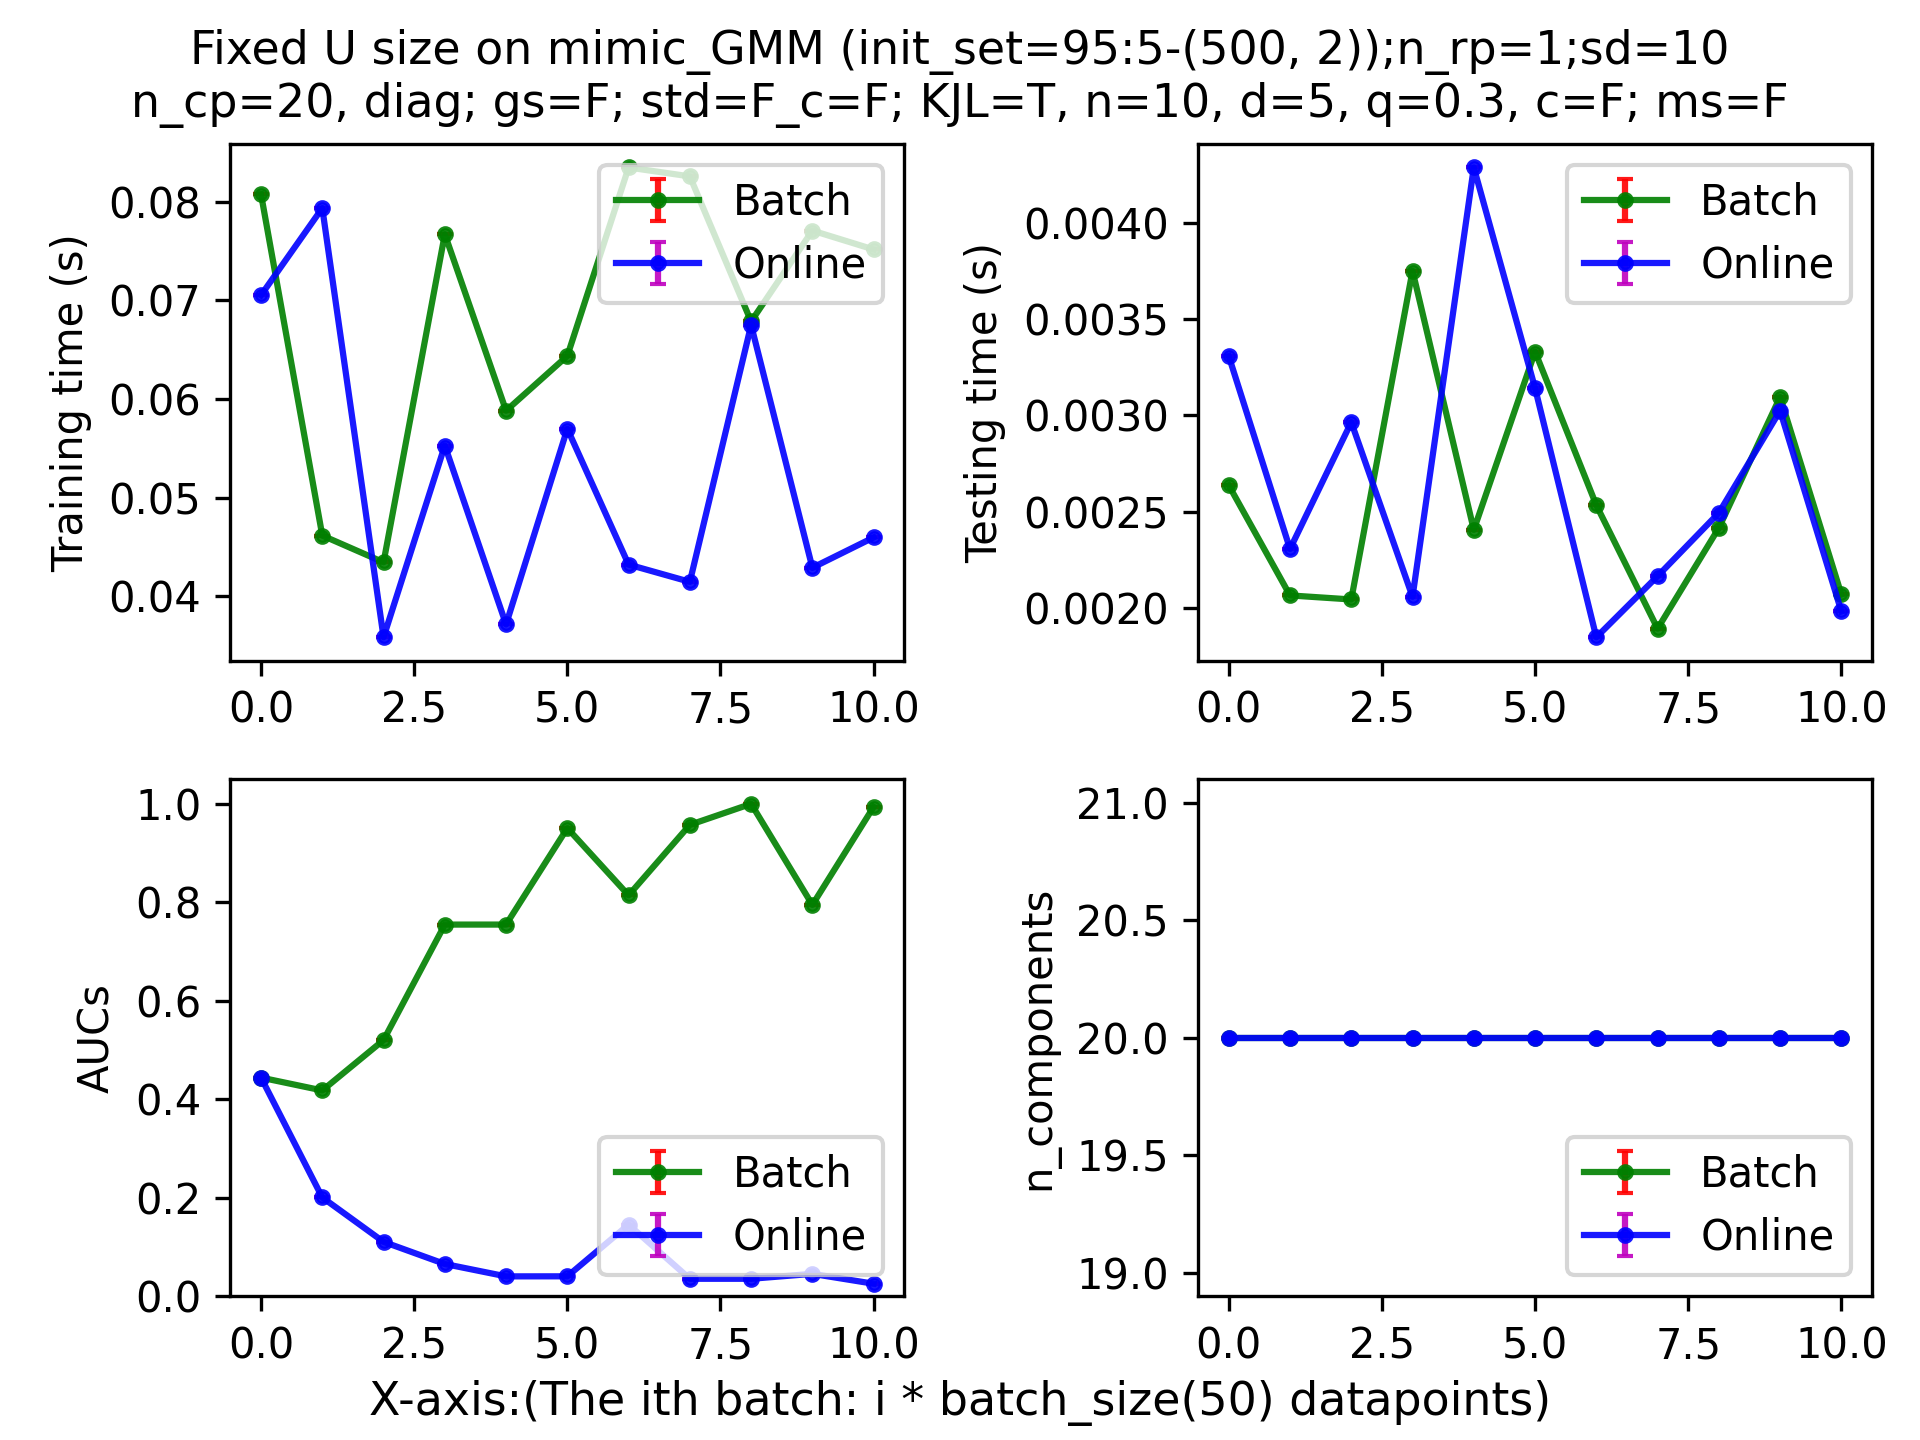 Fixed U size on mimic_GMM (init_set=95:5-(500, 2));n_rp=1;sd=10
n_cp=20, diag; gs=F; std=F_c=F; KJL=T, n=10, d=5, q=0.3, c=F; ms=F
Training time (s)
0.08
0.07
0.06
0.05
0.04
0.0 2.5 5.0 7.5 10.0
Batch
Online
Testing time (s)
0.0040
0.0035
0.0030
0.0025
0.0020
0.0 2.5 5.0 7.5 10.0
Batch
Online
AUCs
1.0
0.8
0.6
0.4
0.2
0.0
0.0 2.5 5.0 7.5 10.0
Batch
Online
n_components
21.0
20.5
20.0
19.5
19.0
0.0 2.5 5.0 7.5 10.0
Batch
Online
X-axis:(The ith batch: i * batch_size(50) datapoints)